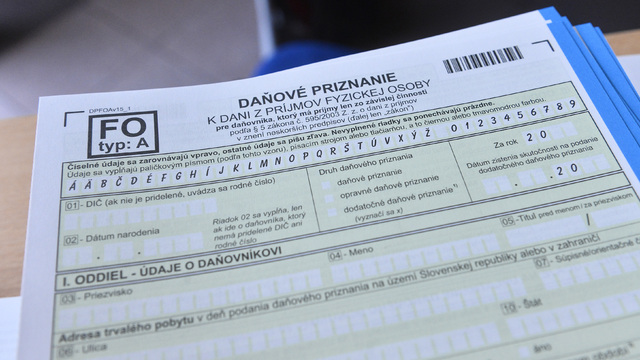 DPFOAv15_1
DAŇOVÉ PRIZNANIE
K DANI Z PRÍJMOV FYZICKEJ OSOBY
pre daňovníka, ktorý má príjmy len zo závislej činnosti
podľa § 5 zákona č. 595/2003 Z. z. o dani z príjmov
v znení neskorších predpisov (ďalej len „zákon")
FO
typ: A
Číselné údaje sa zarovnávajú vpravo, ostatné údaje sa píšu zľava. Nevyplnené riadky sa ponechávajú prázdne.
Údaje sa vypĺňajú paličkovým písmom (podľa tohto vzoru), písacím strojom alebo tlačiarňou, a to čiernou alebo tmavomodrou farbou.
Á Ä B Č D É F G H Í J K L M N O P Q R Š T Ú V X Ý Ž 0 1 2 3 4 5 6 7 8 9
01 - DIČ (ak nie je pridelené, uvádza sa rodné číslo)
Druh daňového priznania
daňové priznanie
opravné daňové priznanie
dodatočné daňové priznanie
(vyznačí sa x)
Za rok 20
Dátum zistenia skutočnosti na podanie
dodatočného daňového priznania
. . 20
02 - Dátum narodenia
Riadok 02 sa vyplňa, len
ak ide o daňovníka, ktorý
nemá pridelené DIČ ani
rodné číslo
I. ODDIEL - ÚDAJE O DAŇOVNÍKOVI
03 - Priezvisko
04 - Meno
05 - Titul pred menom / za priezviskom
/
Adresa trvalého pobytu v deň podania daňového priznania na území Slovenskej republiky alebo v zahraničí
06 - Ulica
07 - Súpisné/orientačné
10 - Štát